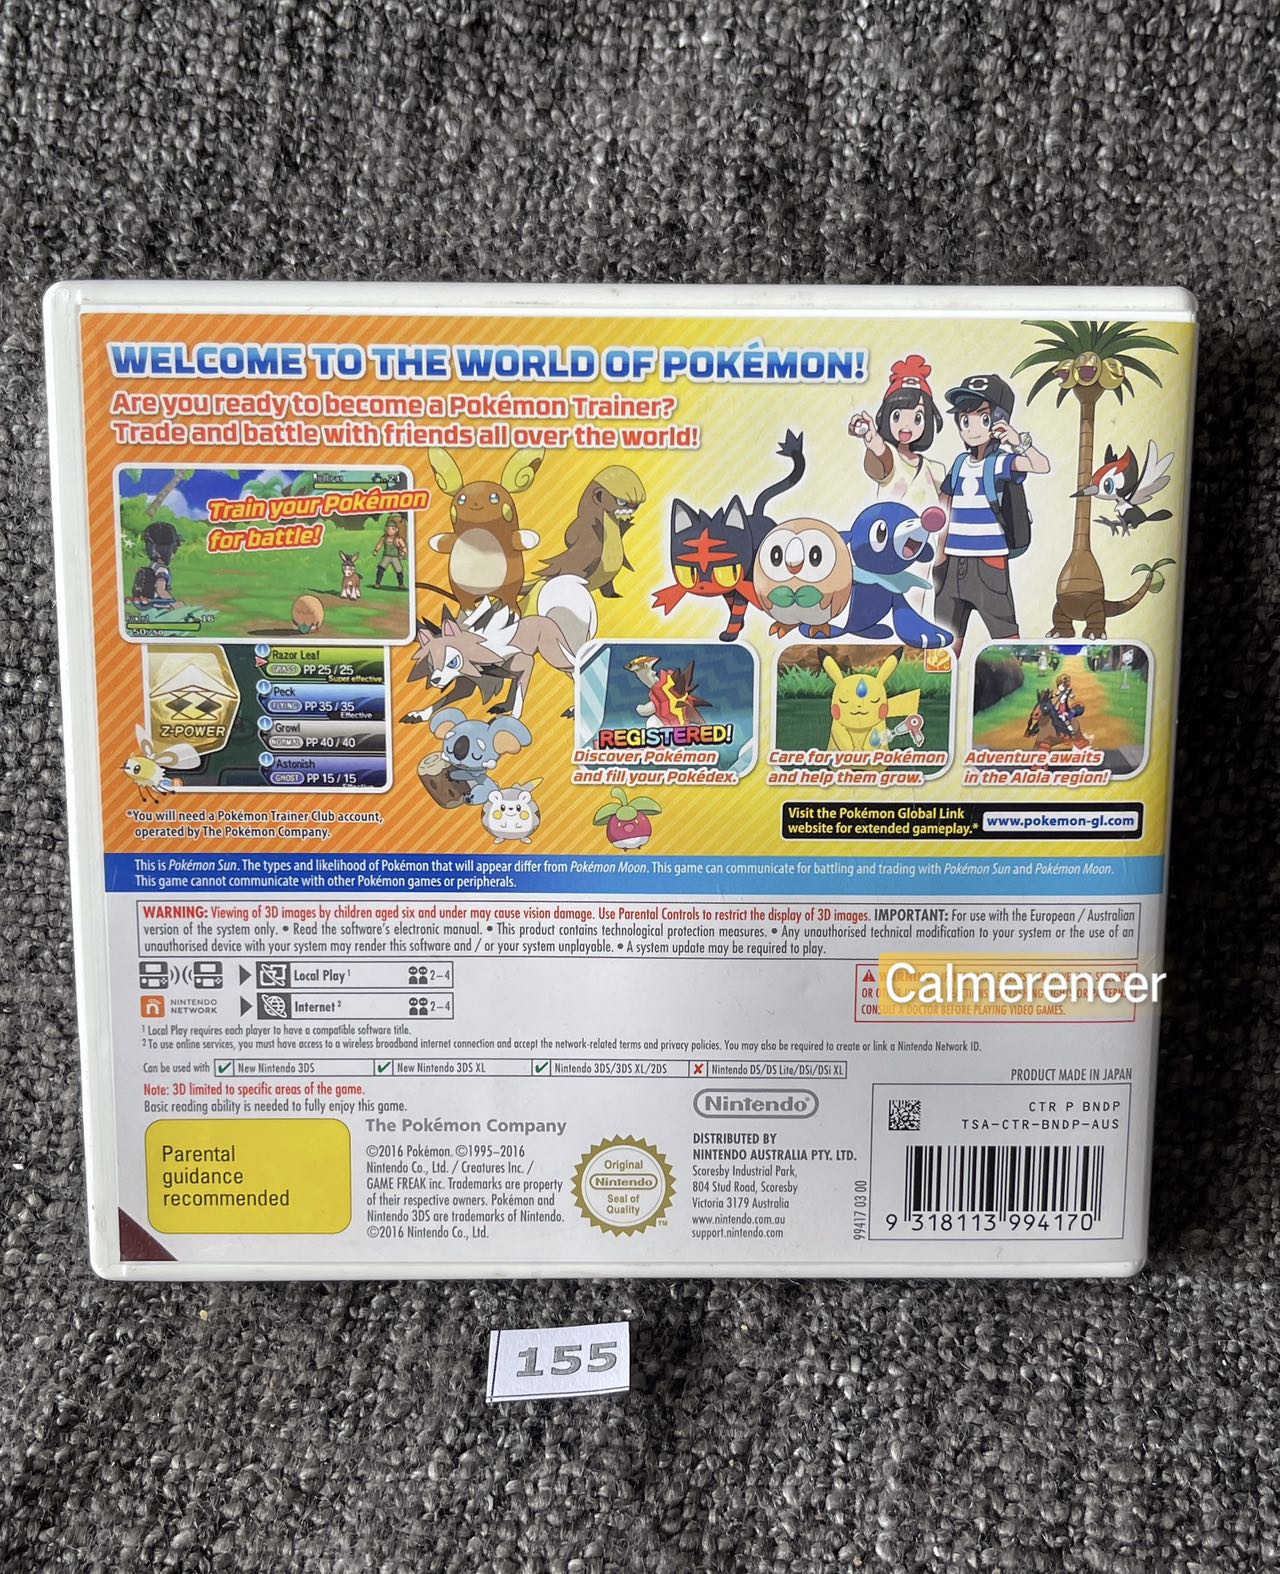 WELCOME TO THE WORLD OF POKÉMON!
Are you ready to become a Pokémon Trainer?
Trade and battle with friends all over the world!
Train your Pokémon
for battle!
16
50/50
Razor Leaf
GRASS PP 25/25
Super effective
Peck
FLYING PP 35/35
Effective
Growl
NORMAL PP 40/40
Astonish
GHOST PP 15/15
Z-POWER
REGISTERED!
Discover Pokémon
and fill your Pokédex.
Care for your Pokémon
and help them grow.
Adventure awaits
in the Alola region!
*You will need a Pokémon Trainer Club account,
operated by The Pokémon Company.
Visit the Pokémon Global Link
website for extended gameplay.*
www.pokemon-gl.com
This is Pokémon Sun. The types and likelihood of Pokémon that will appear differ from Pokémon Moon. This game can communicate for battling and trading with Pokémon Sun and Pokémon Moon.
This game cannot communicate with other Pokémon games or peripherals.
WARNING: Viewing of 3D images by children aged six and under may cause vision damage. Use Parental Controls to restrict the display of 3D images. IMPORTANT: For use with the European / Australian
version of the system only. • Read the software's electronic manual. • This product contains technological protection measures. • Any unauthorised technical modification to your system or the use of an
unauthorised device with your system may render this software and / or your system unplayable. • A system update may be required to play.
Local Play 1 2-4
NINTENDO
NETWORK
Internet 2 2-4
Calmerencer
OR
CONSULT A DOCTOR BEFORE PLAYING VIDEO GAMES.
1 Local Play requires each player to have a compatible software title.
2 To use online services, you must have access to a wireless broadband internet connection and accept the network-related terms and privacy policies. You may also be required to create or link a Nintendo Network ID.
Can be used with New Nintendo 3DS New Nintendo 3DS XL Nintendo 3DS/3DS XL/2DS Nintendo DS/DS Lite/DSi/DSi XL
Note: 3D limited to specific areas of the game.
Basic reading ability is needed to fully enjoy this game.
Parental
guidance
recommended
The Pokémon Company
©2016 Pokémon. ©1995–2016
Nintendo Co., Ltd. / Creatures Inc. /
GAME FREAK inc. Trademarks are property
of their respective owners. Pokémon and
Nintendo 3DS are trademarks of Nintendo.
©2016 Nintendo Co., Ltd.
Original
Nintendo
Seal of
Quality
TM
Nintendo®
DISTRIBUTED BY
NINTENDO AUSTRALIA PTY. LTD.
Scoresby Industrial Park,
804 Stud Road, Scoresby
Victoria 3179 Australia
www.nintendo.com.au
support.nintendo.com
PRODUCT MADE IN JAPAN
CTR P BNDP
TSA-CTR-BNDP-AUS
99417 03 00
9 318113 994170
155